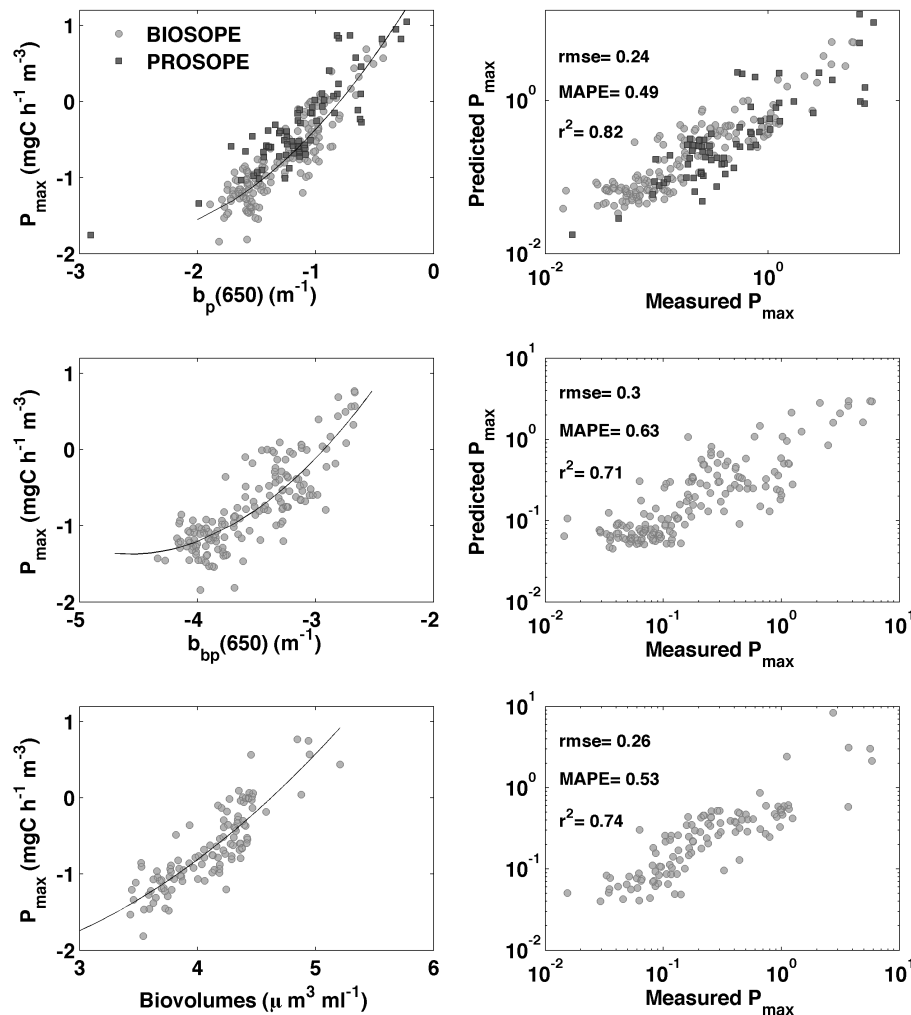 BIOSOPE
PROSOPE
1
0
-1
-2
P_max (mgC h^-1 m^-3)
-3 -2 -1 0
b_p(650) (m^-1)
rmse= 0.24
MAPE= 0.49
r^2= 0.82
10^0
10^-2
Predicted P_max
10^-2 10^0
Measured P_max
1
0
-1
-2
P_max (mgC h^-1 m^-3)
-5 -4 -3 -2
b_bp(650) (m^-1)
rmse= 0.3
MAPE= 0.63
r^2= 0.71
10^1
10^0
10^-1
10^-2
Predicted P_max
10^-2 10^-1 10^0 10^1
Measured P_max
1
0
-1
-2
P_max (mgC h^-1 m^-3)
3 4 5 6
Biovolumes (μ m^3 ml^-1)
rmse= 0.26
MAPE= 0.53
r^2= 0.74
10^1
10^0
10^-1
10^-2
10^-2 10^-1 10^0 10^1
Measured P_max